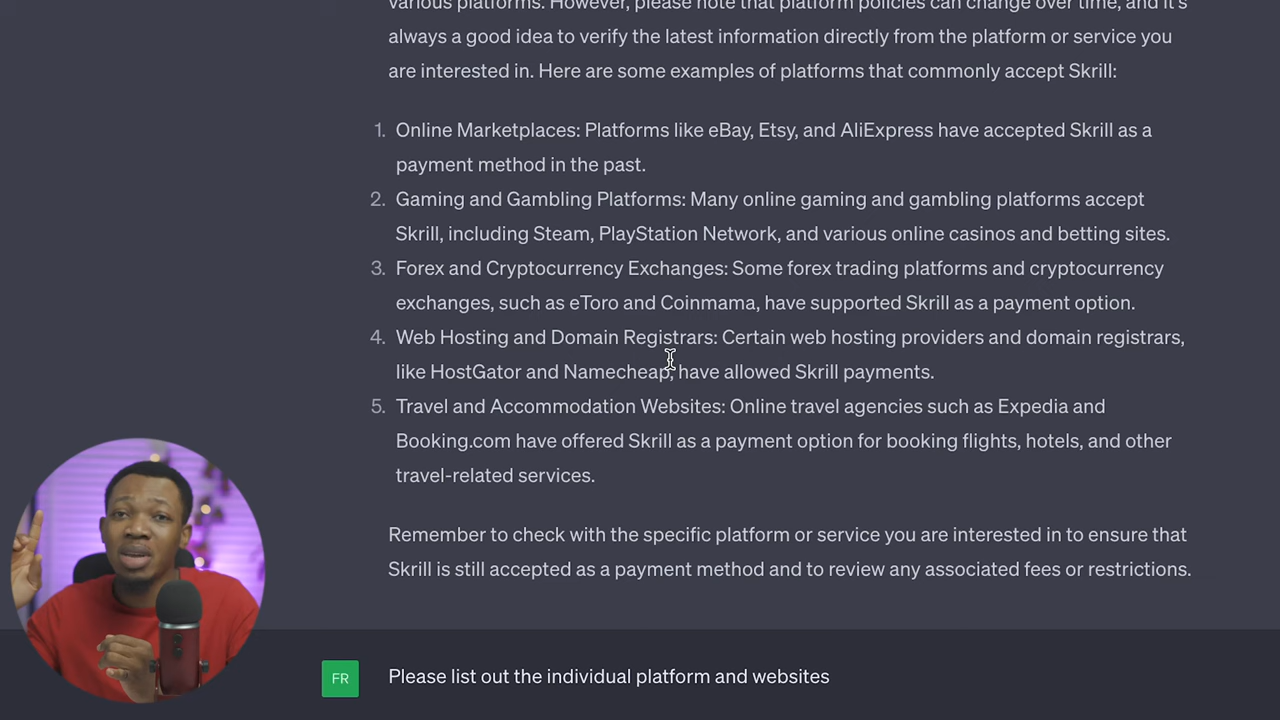 various platforms. However, please note that platform policies can change over time, and it's
always a good idea to verify the latest information directly from the platform or service you
are interested in. Here are some examples of platforms that commonly accept Skrill:
1. Online Marketplaces: Platforms like eBay, Etsy, and AliExpress have accepted Skrill as a
payment method in the past.
2. Gaming and Gambling Platforms: Many online gaming and gambling platforms accept
Skrill, including Steam, PlayStation Network, and various online casinos and betting sites.
3. Forex and Cryptocurrency Exchanges: Some forex trading platforms and cryptocurrency
exchanges, such as eToro and Coinmama, have supported Skrill as a payment option.
4. Web Hosting and Domain Registrars: Certain web hosting providers and domain registrars,
like HostGator and Namecheap, have allowed Skrill payments.
5. Travel and Accommodation Websites: Online travel agencies such as Expedia and
Booking.com have offered Skrill as a payment option for booking flights, hotels, and other
travel-related services.
Remember to check with the specific platform or service you are interested in to ensure that
Skrill is still accepted as a payment method and to review any associated fees or restrictions.
FR Please list out the individual platform and websites